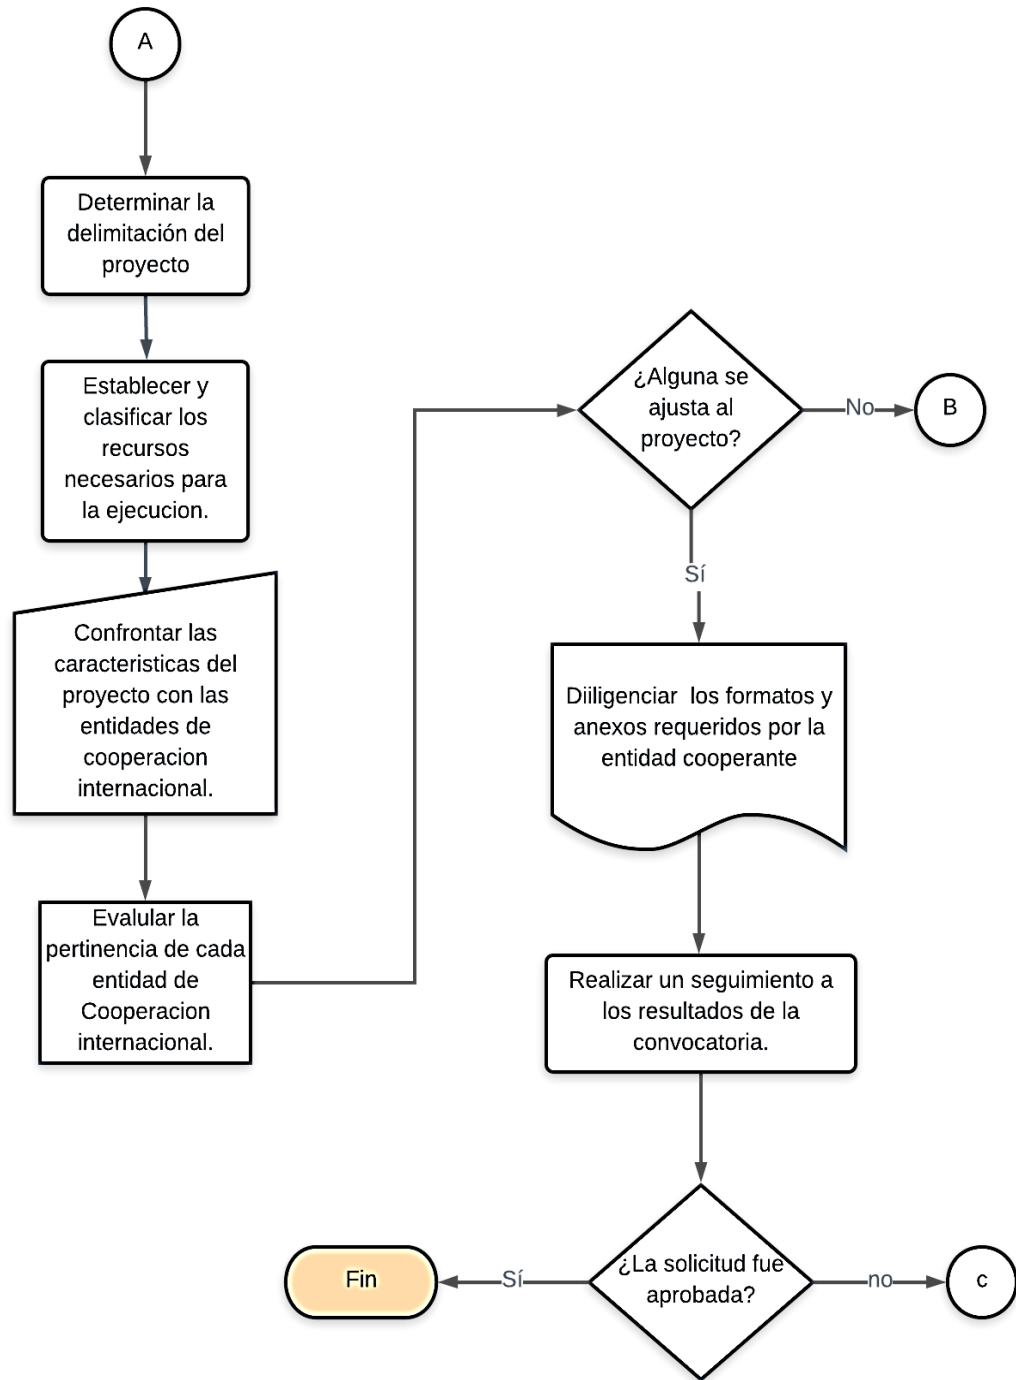 A
Determinar la
delimitación del
proyecto
Establecer y
clasificar los
recursos
necesarios para
la ejecucion.
Confrontar las
caracteristicas del
proyecto con las
entidades de
cooperacion
internacional.
Evalular la
pertinencia de cada
entidad de
Cooperacion
internacional.
¿Alguna se
ajusta al
proyecto?
No
B
Sí
Diiligenciar los formatos y
anexos requeridos por la
entidad cooperante
Realizar un seguimiento a
los resultados de la
convocatoria.
¿La solicitud fue
aprobada?
Sí
Fin
no
c